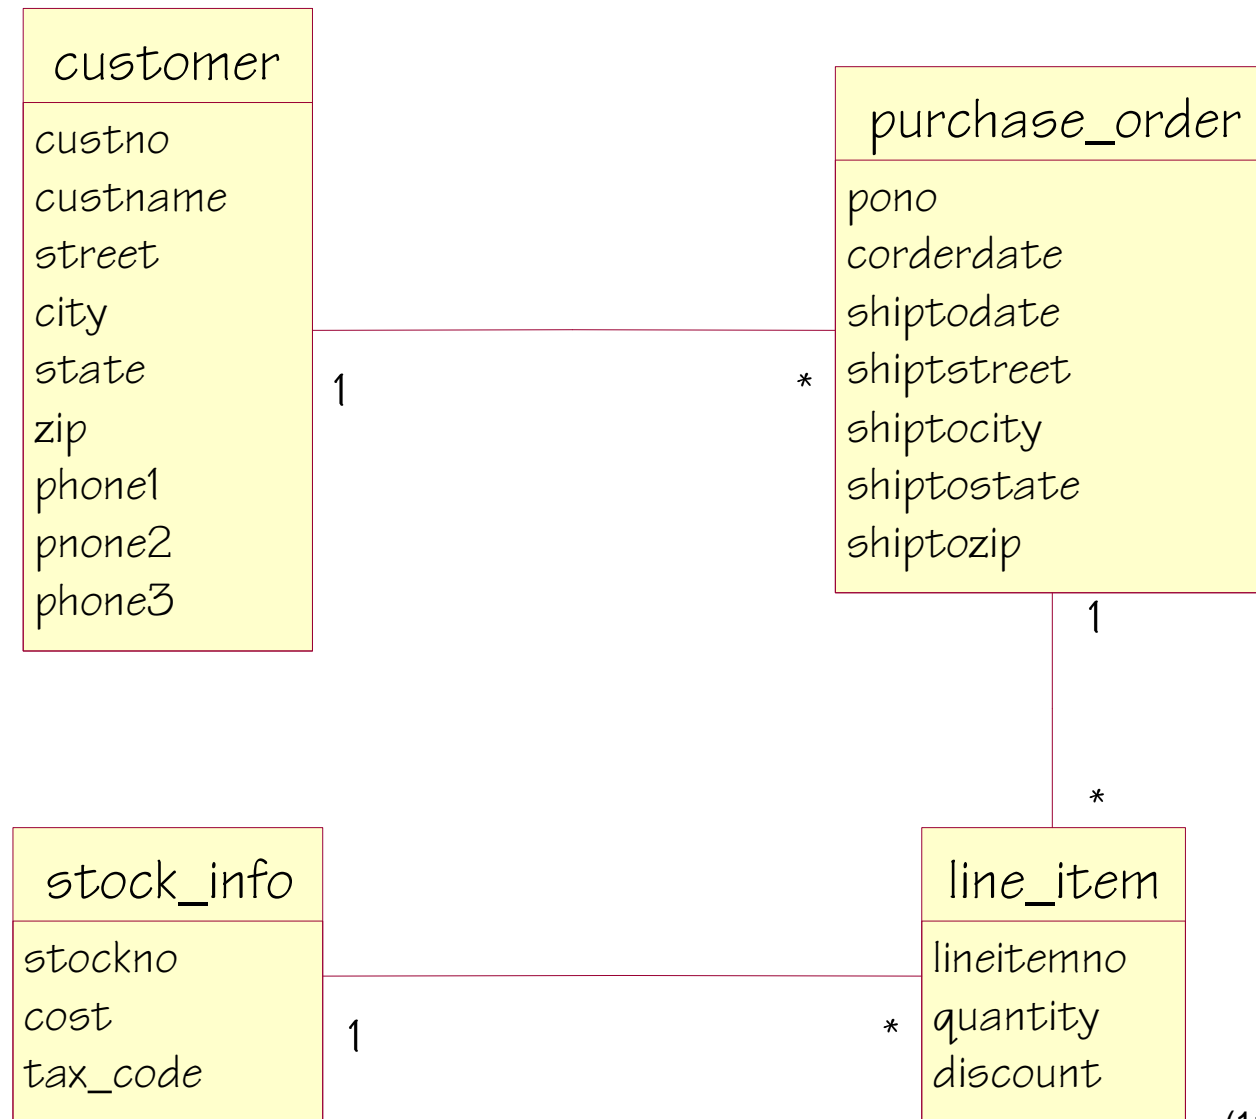 customer
custno
custname
street
city
state
zip
phone1
pnone2
phone3
1
*
purchase_order
pono
corderdate
shiptodate
shiptstreet
shiptocity
shiptostate
shiptozip
1
*
stock_info
stockno
cost
tax_code
1
*
line_item
lineitemno
quantity
discount